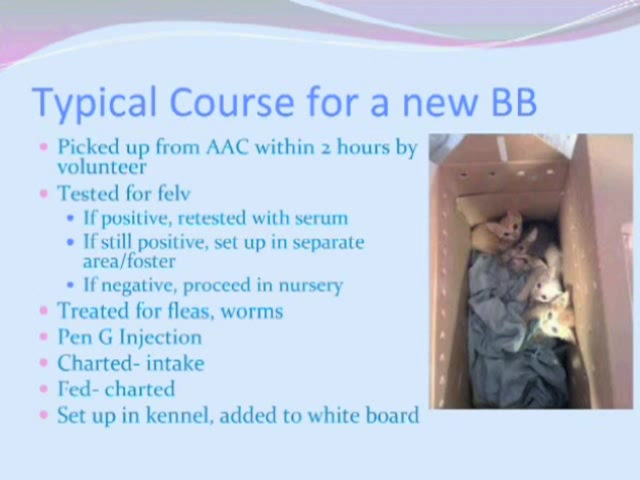 Typical Course for a new BB
Picked up from AAC within 2 hours by
volunteer
Tested for felv
If positive, retested with serum
If still positive, set up in separate
area/foster
If negative, proceed in nursery
Treated for fleas, worms
Pen G Injection
Charted- intake
Fed- charted
Set up in kennel, added to white board